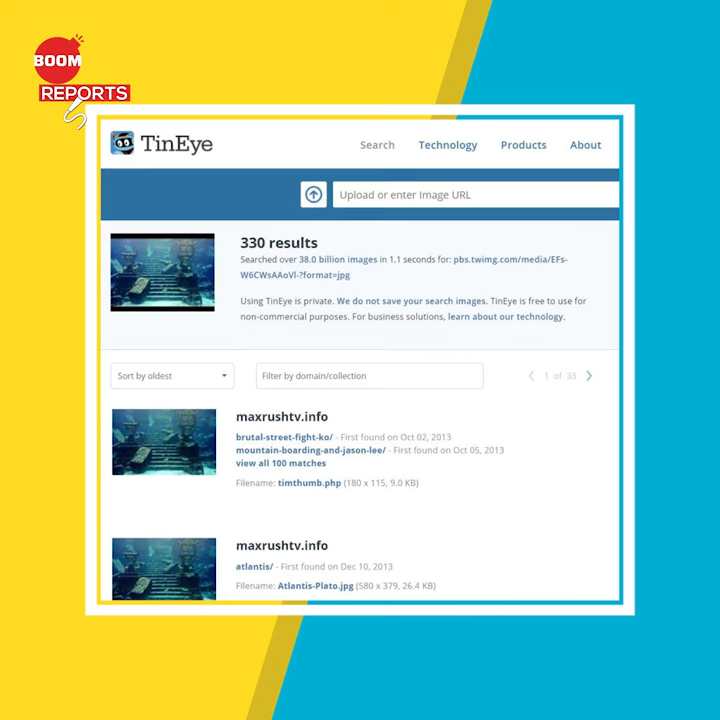 BOOM
REPORTS
TinEye
Search Technology Products About
Upload or enter Image URL
330 results
Searched over 38.0 billion images in 1.1 seconds for: pbs.twimg.com/media/EFs-
W6CWsAAoVl-?format=jpg
Using TinEye is private. We do not save your search images. TinEye is free to use for
non-commercial purposes. For business solutions, learn about our technology.
Sort by oldest Filter by domain/collection 1 of 33
maxrushtv.info
brutal-street-fight-ko/ - First found on Oct 02, 2013
mountain-boarding-and-jason-lee/ - First found on Oct 05, 2013
view all 100 matches
Filename: timthumb.php (180 x 115, 9.0 KB)
maxrushtv.info
atlantis/ - First found on Dec 10, 2013
Filename: Atlantis-Plato.jpg (580 x 379, 26.4 KB)